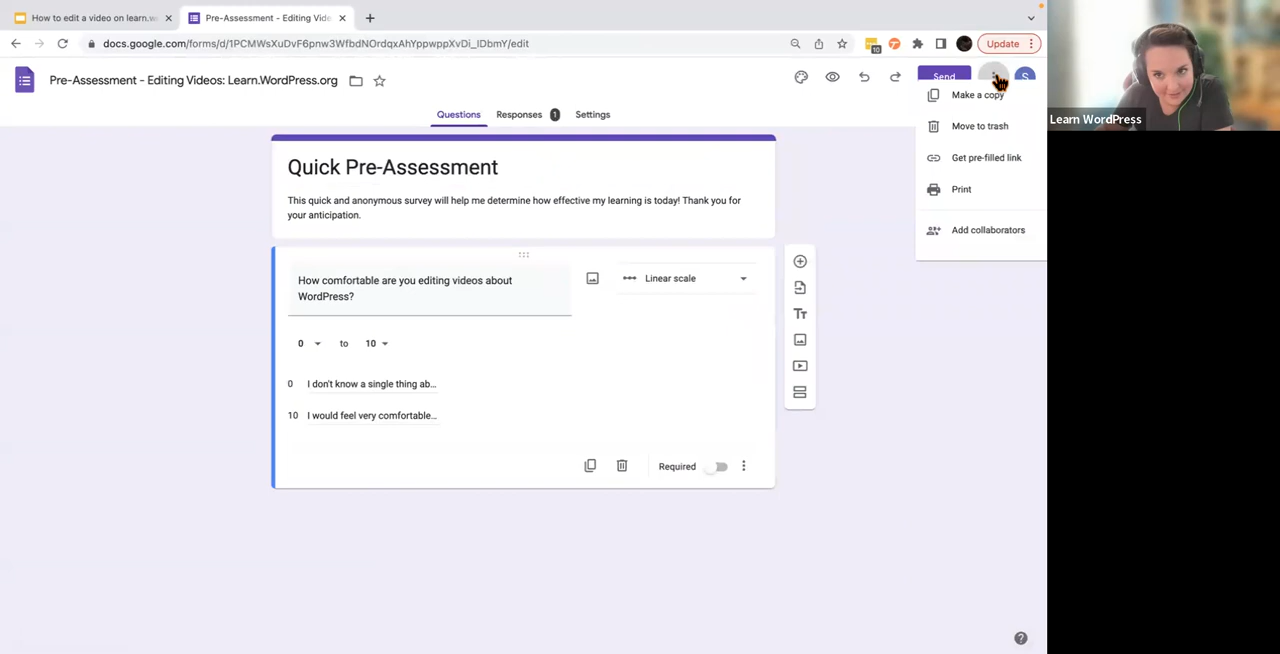 How to edit a video on learn.w
Pre-Assessment - Editing Vide
docs.google.com/forms/d/1PCMWsXuDvF6pnw3WfbdNOrdqxAhYppwppXvDi_lDbmY/edit
10
Update
Pre-Assessment - Editing Videos: Learn.WordPress.org
Send
S
Questions
Responses 1
Settings
Make a copy
Move to trash
Get pre-filled link
Print
Add collaborators
Quick Pre-Assessment
This quick and anonymous survey will help me determine how effective my learning is today! Thank you for
your anticipation.
How comfortable are you editing videos about
WordPress?
Linear scale
0 to 10
0 I don't know a single thing ab...
10 I would feel very comfortable...
Required
Tт
Learn WordPress